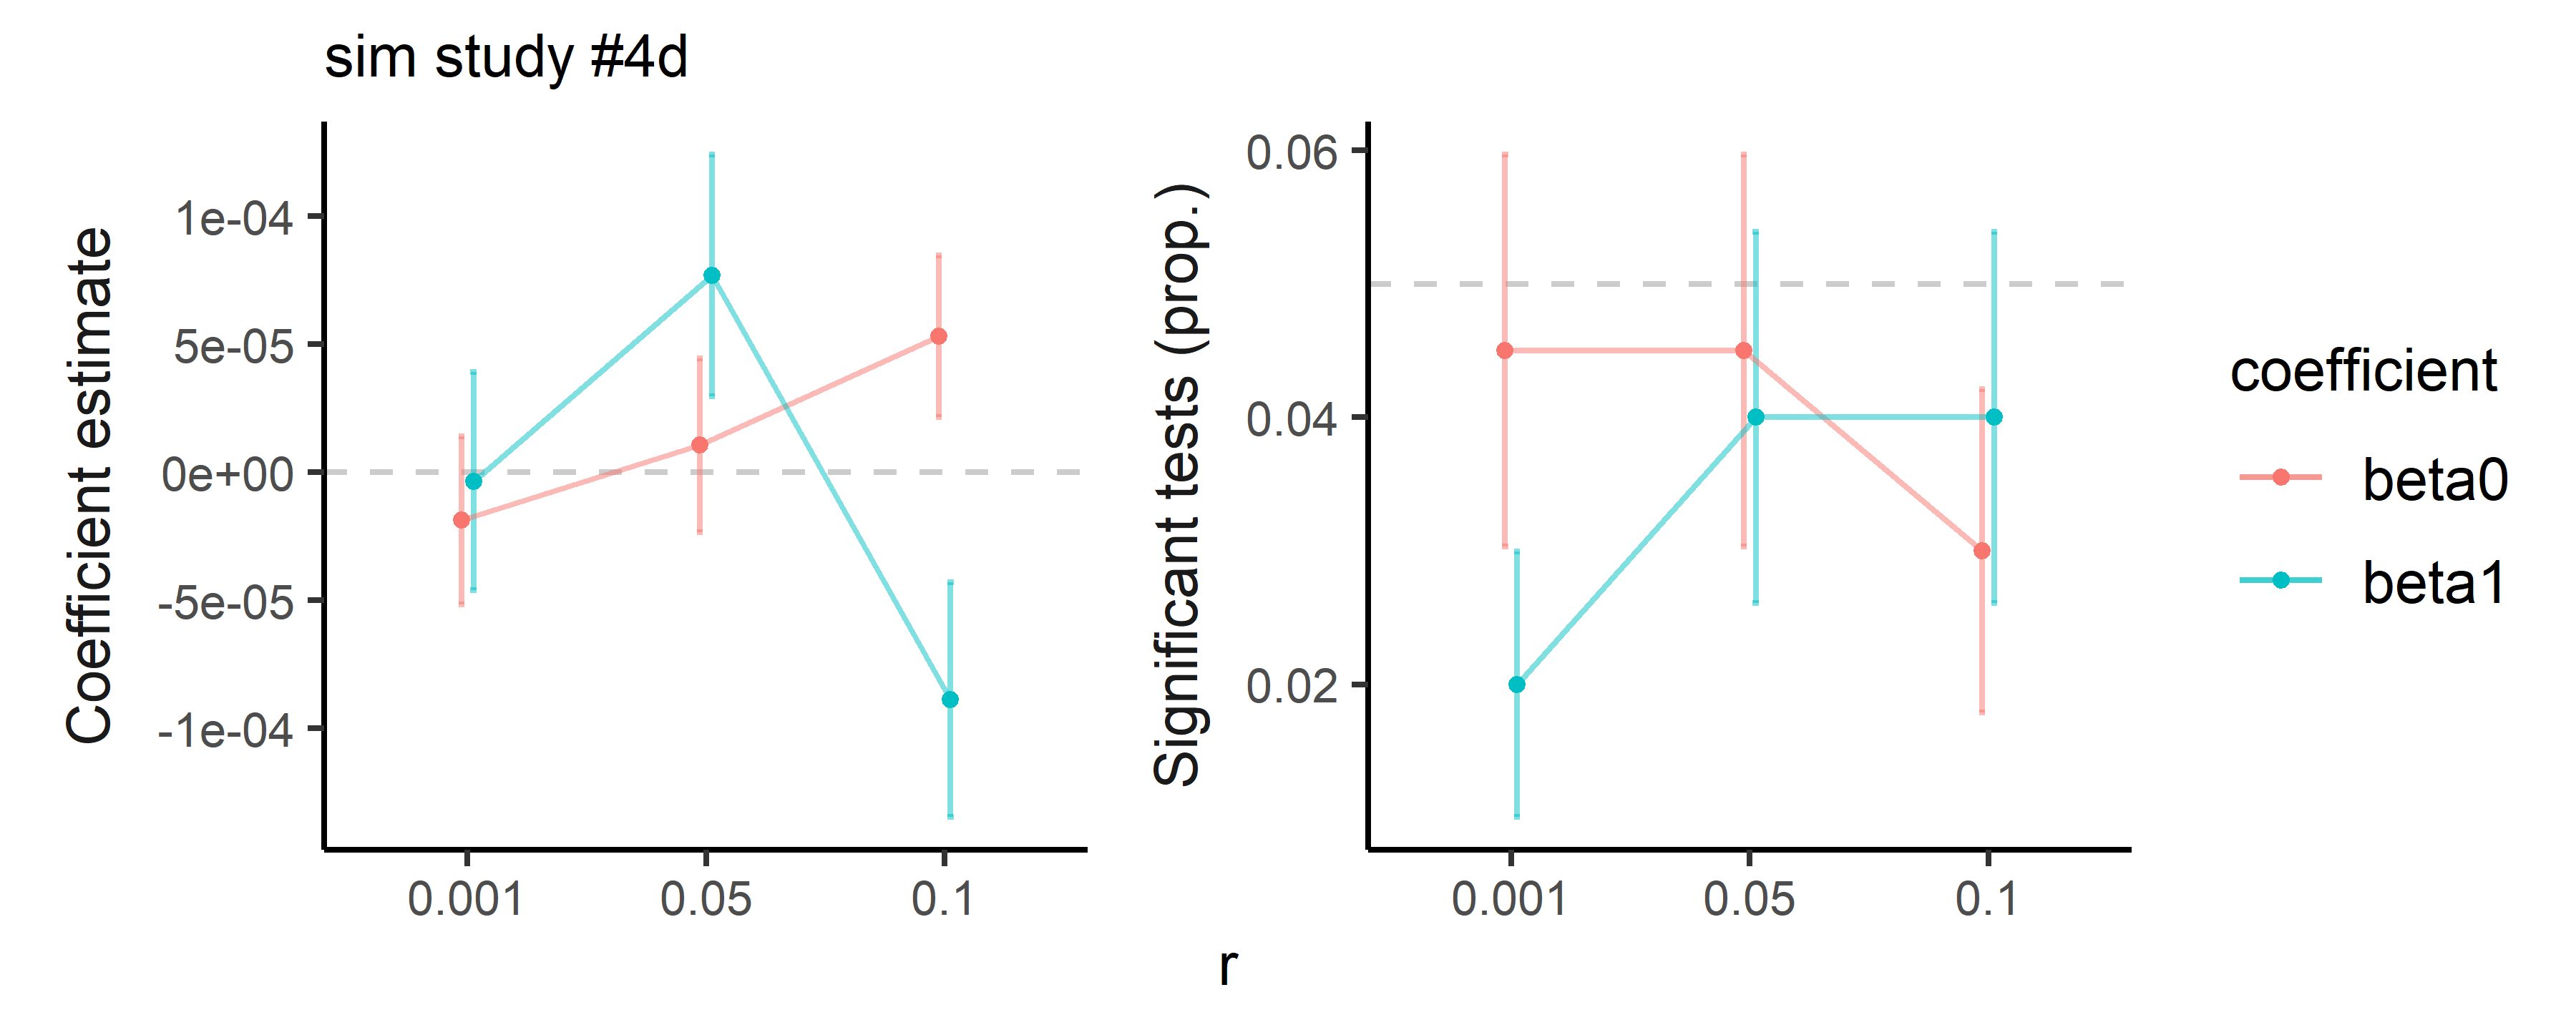 sim study #4d
Coefficient estimate
1e-04
5e-05
0e+00
-5e-05
-1e-04
0.001 0.05 0.1
Significant tests (prop.)
0.06
0.04
0.02
0.001 0.05 0.1
r
coefficient
beta0
beta1